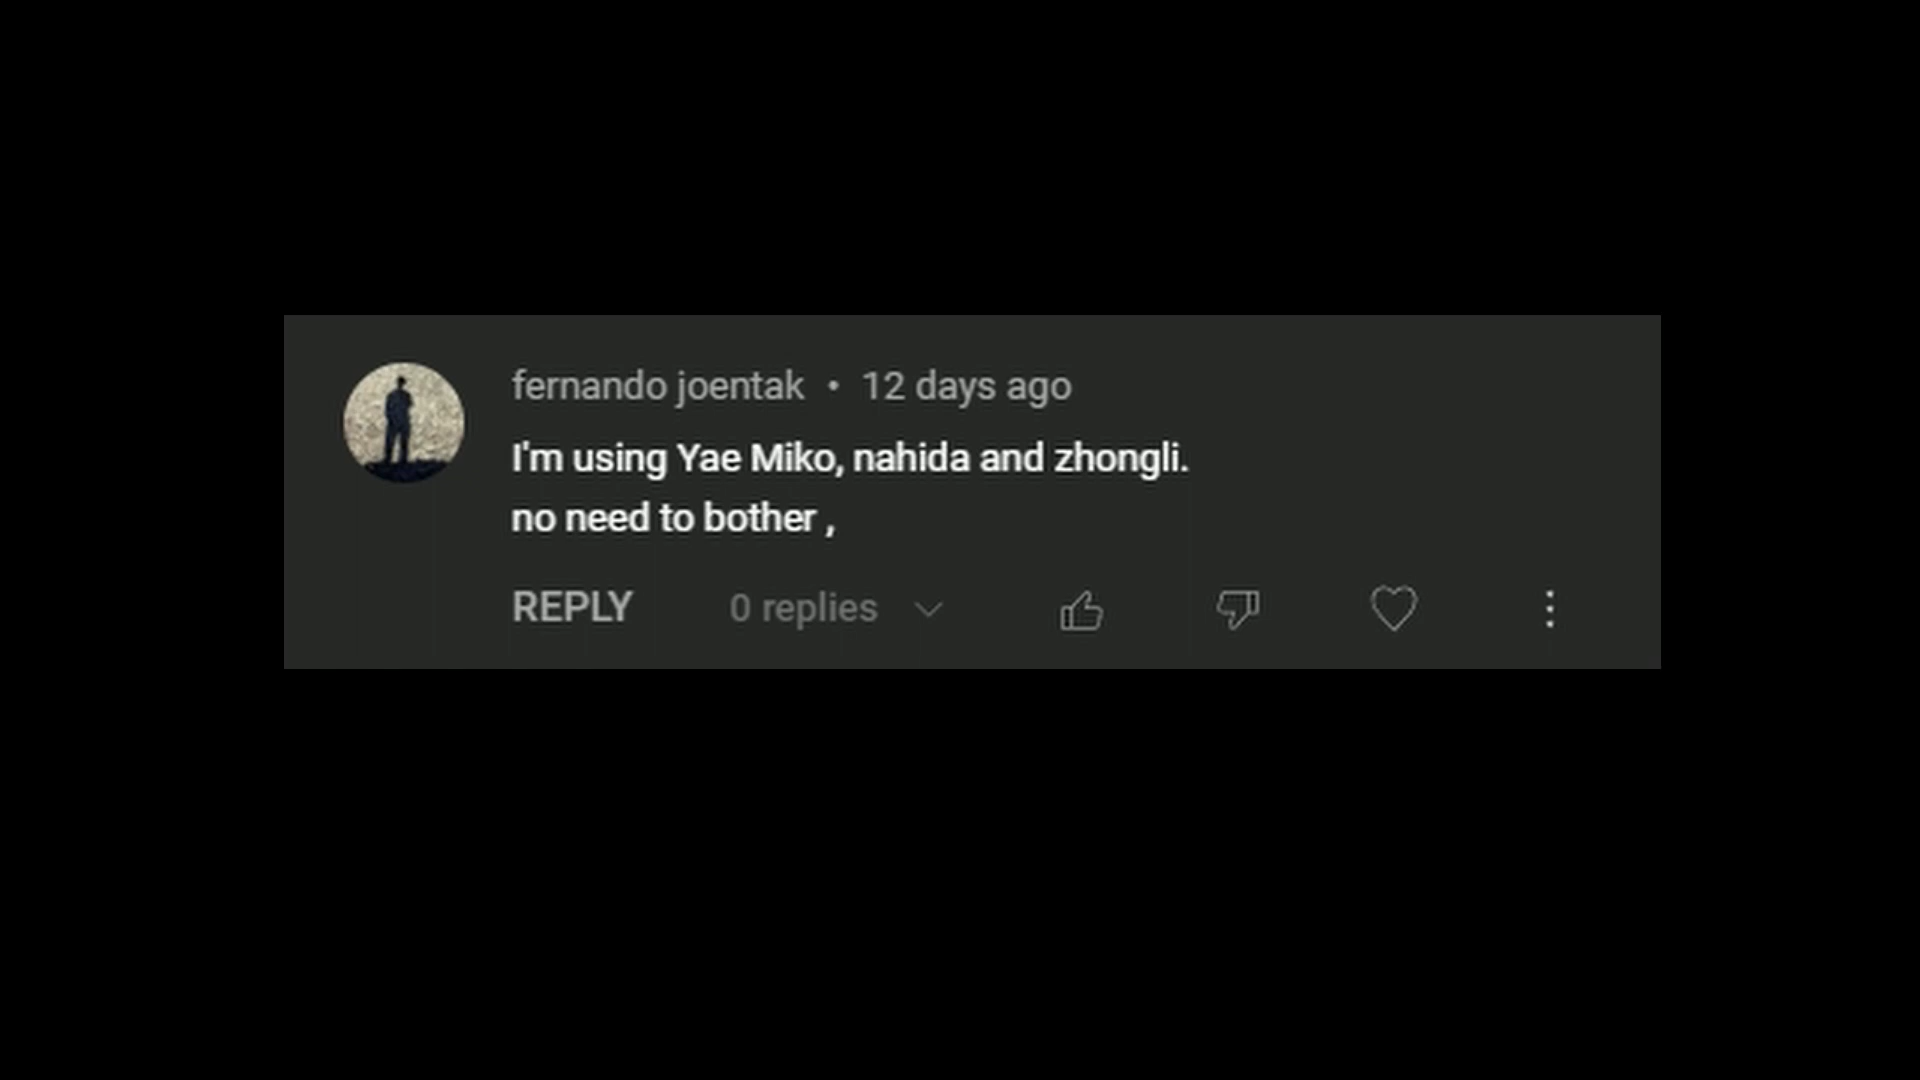 fernando joentak • 12 days ago
I'm using Yae Miko, nahida and zhongli.
no need to bother ,
REPLY 0 replies